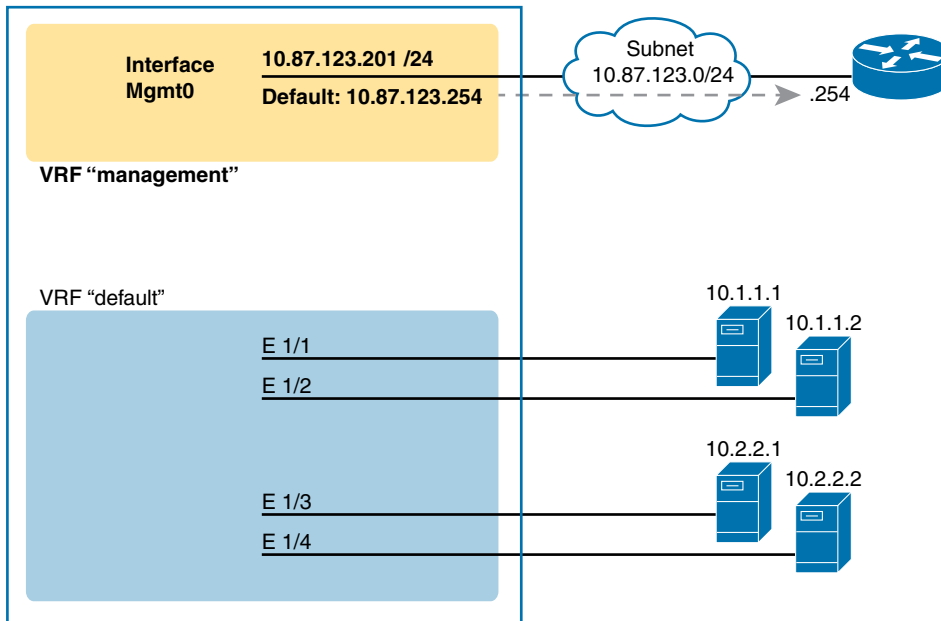 Interface
Mgmt0
10.87.123.201 /24
Default: 10.87.123.254
Subnet
10.87.123.0/24
.254
VRF “management”
VRF “default”
E 1/1
E 1/2
E 1/3
E 1/4
10.1.1.1
10.1.1.2
10.2.2.1
10.2.2.2